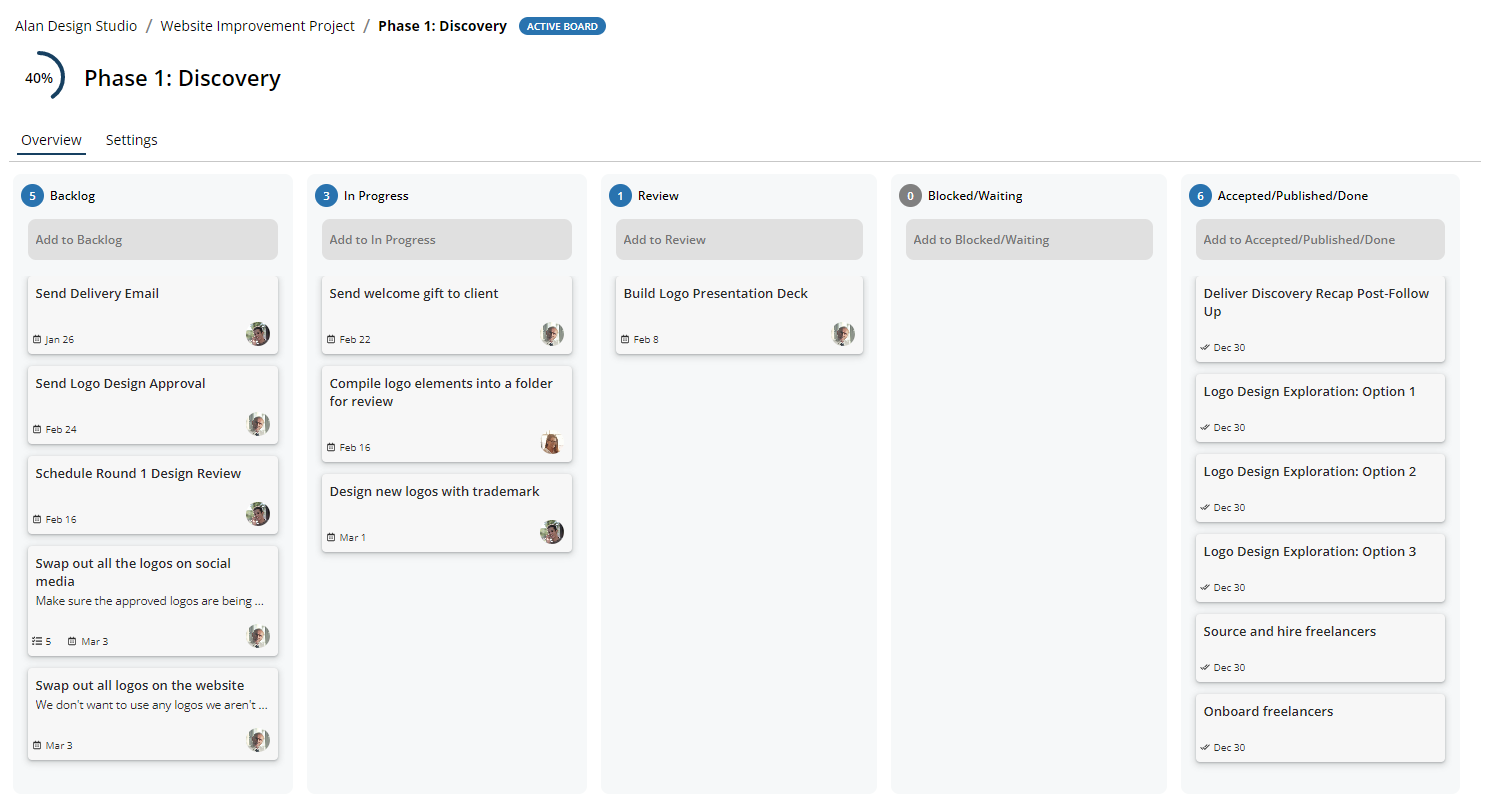 Alan Design Studio / Website Improvement Project / Phase 1: Discovery ACTIVE BOARD
40% Phase 1: Discovery
Overview Settings
5 Backlog
Add to Backlog
Send Delivery Email
Jan 26
Send Logo Design Approval
Feb 24
Schedule Round 1 Design Review
Feb 16
Swap out all the logos on social
media
Make sure the approved logos are being ...
5 Mar 3
Swap out all logos on the website
We don't want to use any logos we aren't ...
Mar 3
3 In Progress
Add to In Progress
Send welcome gift to client
Feb 22
Compile logo elements into a folder
for review
Feb 16
Design new logos with trademark
Mar 1
1 Review
Add to Review
Build Logo Presentation Deck
Feb 8
0 Blocked/Waiting
Add to Blocked/Waiting
6 Accepted/Published/Done
Add to Accepted/Published/Done
Deliver Discovery Recap Post-Follow
Up
Dec 30
Logo Design Exploration: Option 1
Dec 30
Logo Design Exploration: Option 2
Dec 30
Logo Design Exploration: Option 3
Dec 30
Source and hire freelancers
Dec 30
Onboard freelancers
Dec 30